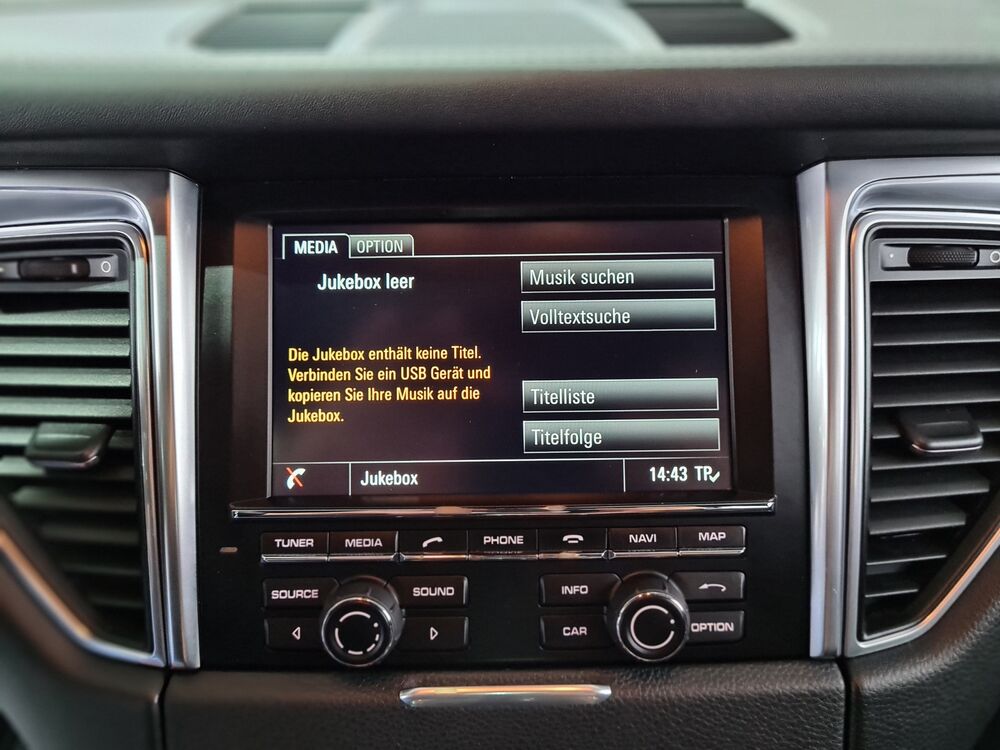 MEDIA OPTION
Jukebox leer
Musik suchen
Volltextsuche
Die Jukebox enthält keine Titel.
Verbinden Sie ein USB Gerät und
kopieren Sie Ihre Musik auf die
Jukebox.
Titelliste
Titelfolge
Jukebox 14:43 TP
TUNER MEDIA PHONE NAVI MAP
SOURCE SOUND INFO
CAR OPTION